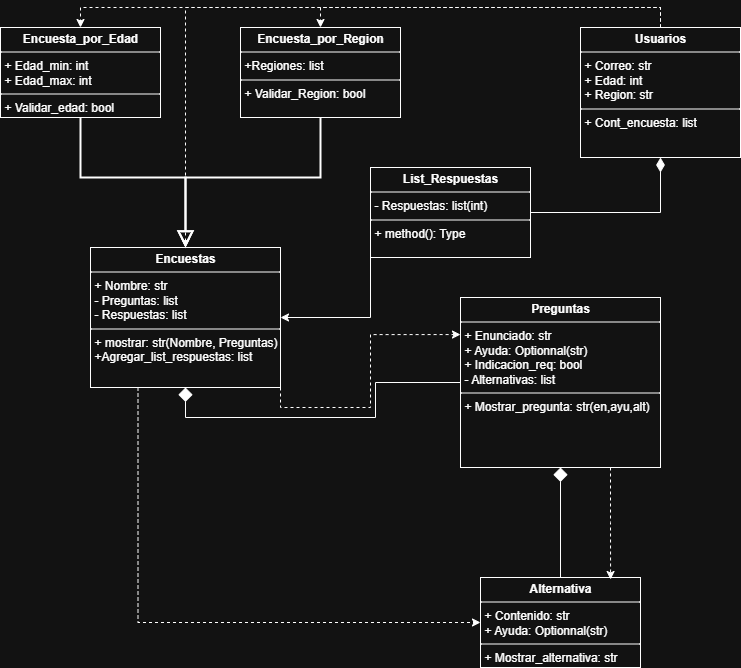 Encuesta_por_Edad
+ Edad_min: int
+ Edad_max: int
+ Validar_edad: bool
Encuesta_por_Region
+Regiones: list
+ Validar_Region: bool
Usuarios
+ Correo: str
+ Edad: int
+ Region: str
+ Cont_encuesta: list
List_Respuestas
- Respuestas: list(int)
+ method(): Type
Encuestas
+ Nombre: str
- Preguntas: list
- Respuestas: list
+ mostrar: str(Nombre, Preguntas)
+Agregar_list_respuestas: list
Preguntas
+ Enunciado: str
+ Ayuda: Optionnal(str)
+ Indicacion_req: bool
- Alternativas: list
+ Mostrar_pregunta: str(en,ayu,alt)
Alternativa
+ Contenido: str
+ Ayuda: Optionnal(str)
+ Mostrar_alternativa: str